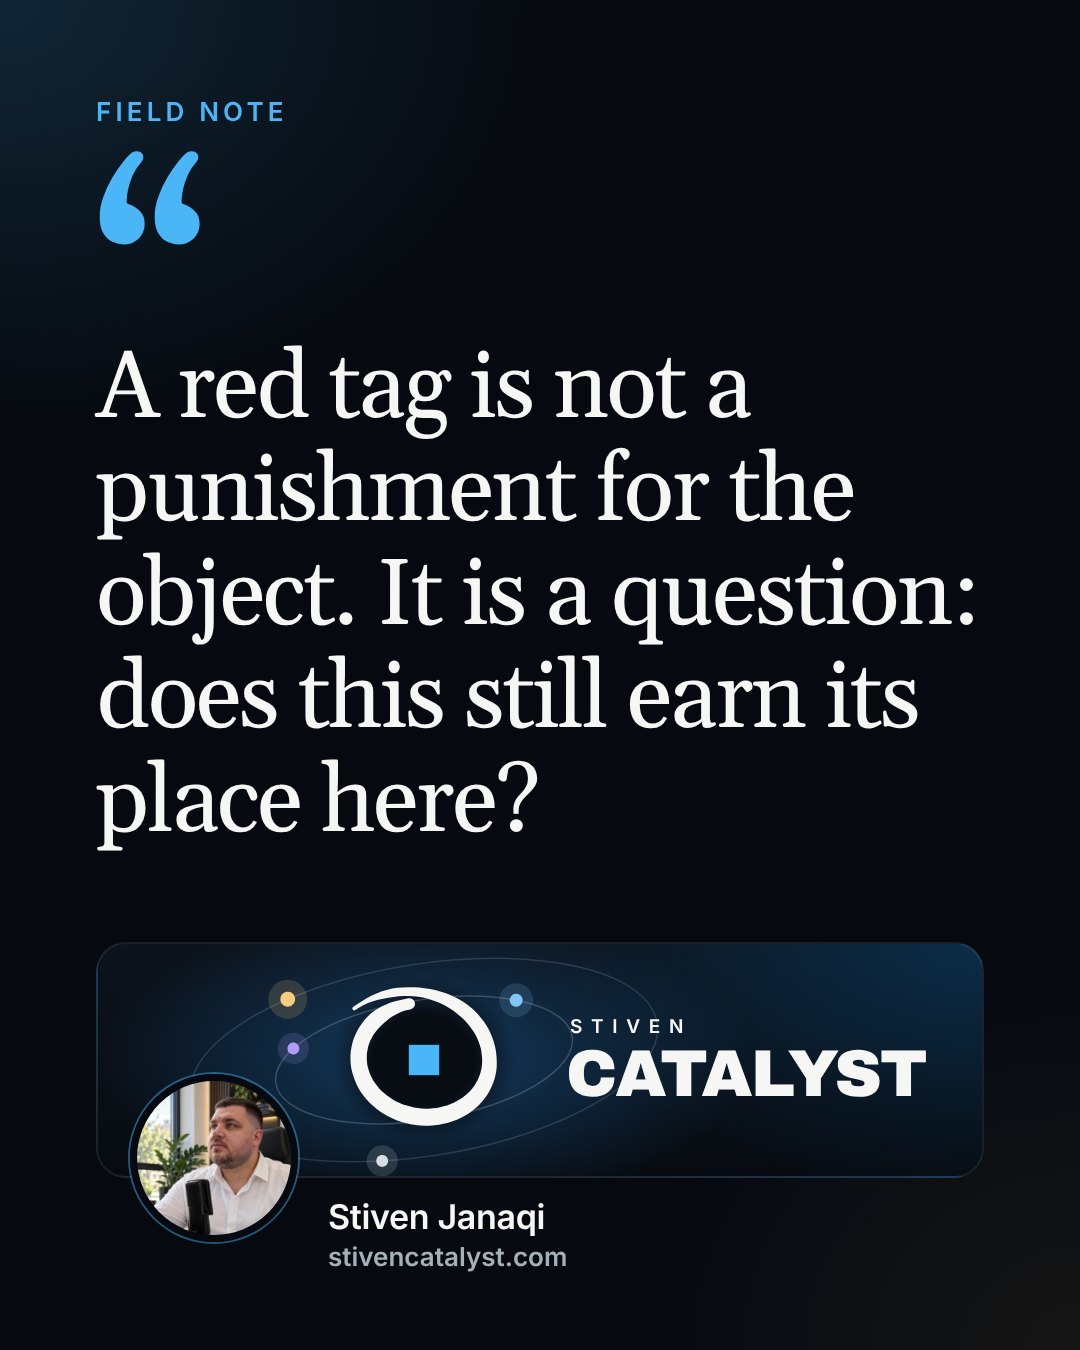 FIELD NOTE
“
A red tag is not a
punishment for the
object. It is a question:
does this still earn its
place here?
STIVEN
CATALYST
Stiven Janaqi
stivencatalyst.com